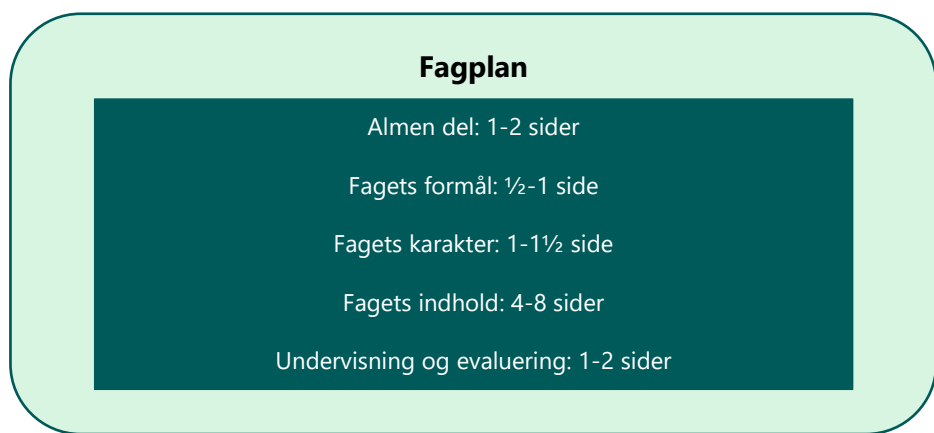 Fagplan
Almen del: 1-2 sider
Fagets formål: ½-1 side
Fagets karakter: 1-1½ side
Fagets indhold: 4-8 sider
Undervisning og evaluering: 1-2 sider